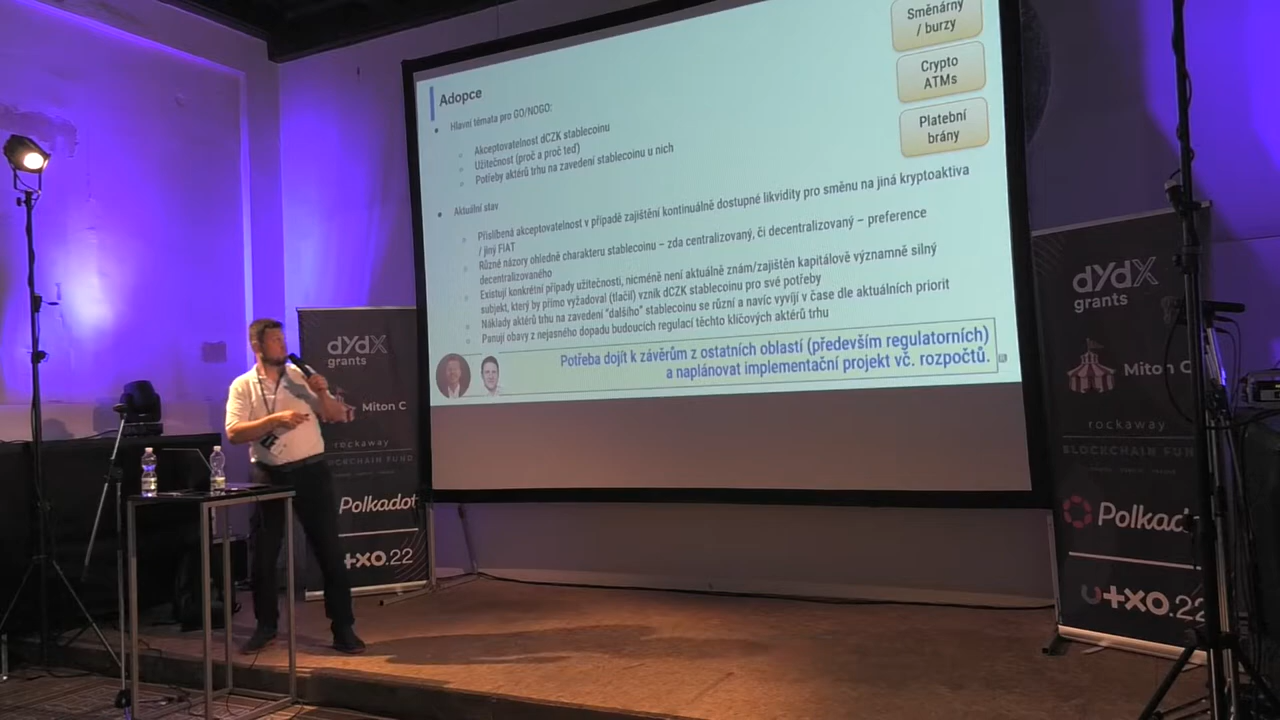 Adopce
Hlavní témata pro GO/NOGO:
Akceptovatelnost dCZK stablecoinu
Užitečnost (proč a proč teď)
Potřeby aktérů trhu na zavedení stablecoinu u nich
Aktuální stav
Přislíbená akceptovatelnost v případě zajištění kontinuálně dostupné likvidity pro směnu na jiná kryptoaktiva
/ jiný FIAT
Různé názory ohledně charakteru stablecoinu – zda centralizovaný, či decentralizovaný – preference
decentralizovaného
Existují konkrétní případy užitečnosti, nicméně není aktuálně znám/zajištěn kapitálově významně silný
subjekt, který by přímo vyžadoval (tlačil) vznik dCZK stablecoinu pro své potřeby
Náklady aktérů trhu na zavedení "dalšího" stablecoinu se různí a navíc vyvíjí v čase dle aktuálních priorit
Panují obavy z nejasného dopadu budoucích regulací těchto klíčových aktérů trhu
Potřeba dojít k závěrům z ostatních oblastí (především regulatorních)
a naplánovat implementační projekt vč. rozpočtů.
Směnárny
/ burzy
Crypto
ATMs
Platební
brány
dYdX
grants
Miton C
rockaway
BLOCKCHAIN FUND
Polkadot
txo.22
dYdX
grants
Miton C
rockaway
BLOCKCHAIN FUN
Polkad
utxo.22